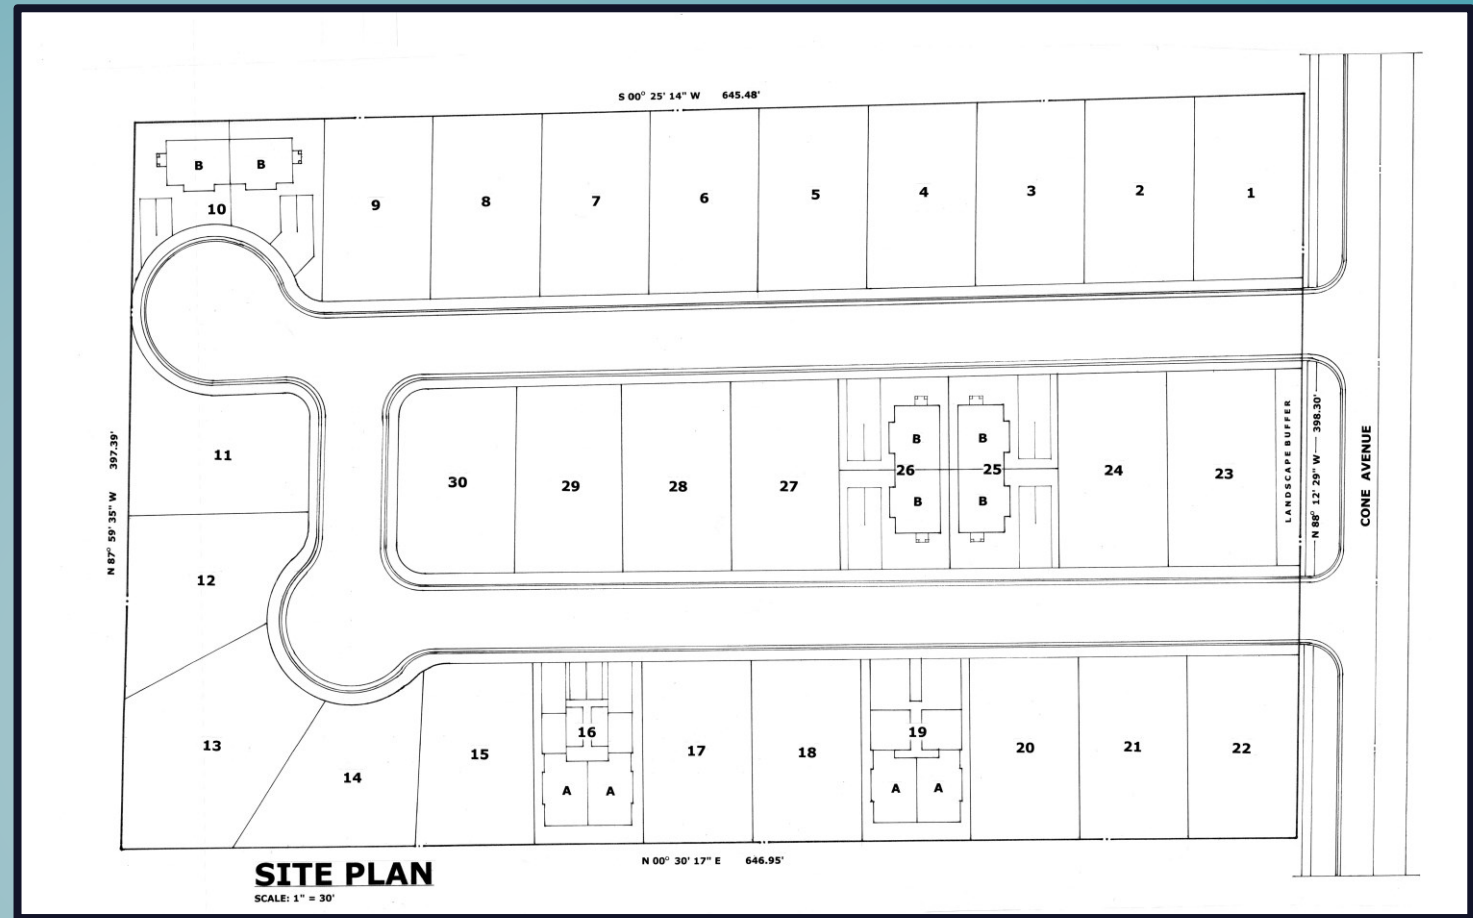 S 00° 25' 14" W 645.48'
B B
10 9 8 7 6 5 4 3 2 1
N 87° 59' 35" W 397.39'
11 30 29 28 27 26 25 24 23
B B
B B
LANDSCAPE BUFFER
N 88° 12' 29" W 398.30'
CONE AVENUE
12
13 14 15 16 17 18 19 20 21 22
A A A A
N 00° 30' 17" E 646.95'
SITE PLAN
SCALE: 1" = 30'